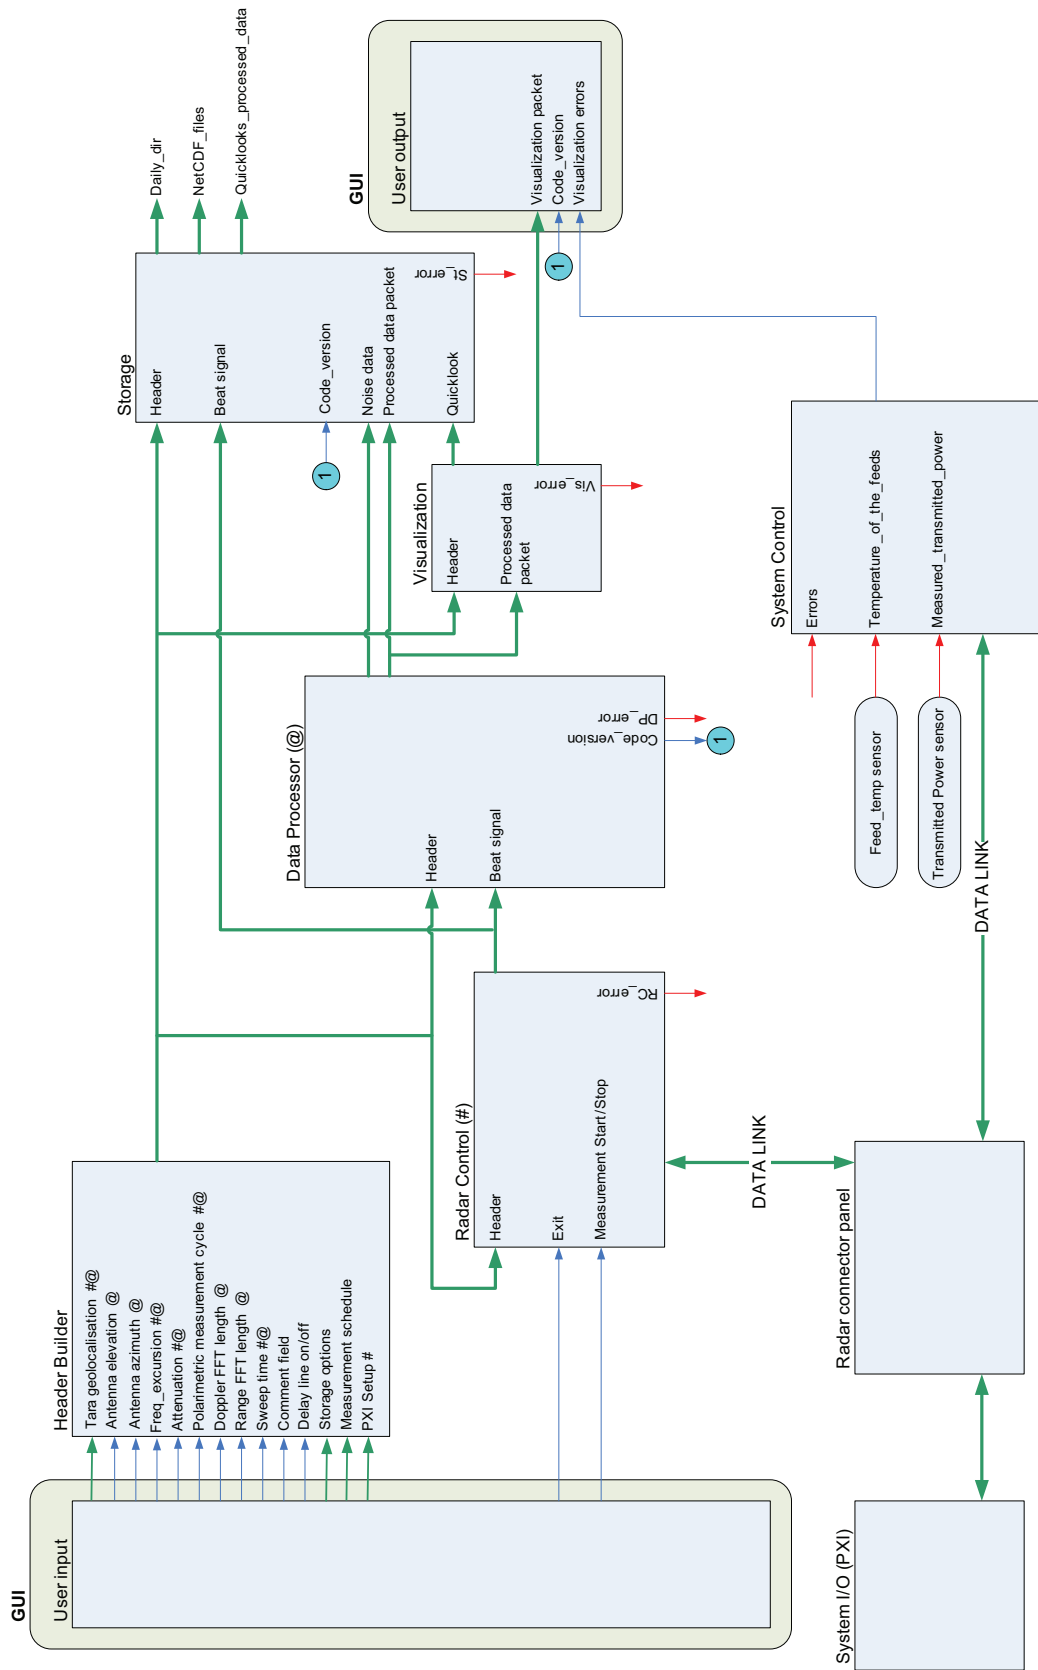 GUI
User input
Header Builder
Tara geolocalisation #@
Antenna elevation @
Antenna azimuth @
Freq_excursion #@
Attenuation #@
Polarimetric measurement cycle #@
Doppler FFT length @
Range FFT length @
Sweep time #@
Comment field
Delay line on/off
Storage options
Measurement schedule
PXI Setup #
Radar Control (#)
Header
Exit
Measurement Start/Stop
RC_error
Data Processor (@)
Header
Beat signal
Code_version
DP_error
1
Visualization
Header
Processed data
packet
Vis_error
Storage
Header
Beat signal
Code_version
Noise data
Processed data packet
Quicklook
St_error
1
Daily_dir
NetCDF_files
Quicklooks_processed_data
GUI
User output
Visualization packet
Code_version
Visualization errors
1
System I/O (PXI)
Radar connector panel
DATA LINK
DATA LINK
Feed_temp sensor
Transmitted Power sensor
System Control
Errors
Temperature_of_the_feeds
Measured_transmitted_power